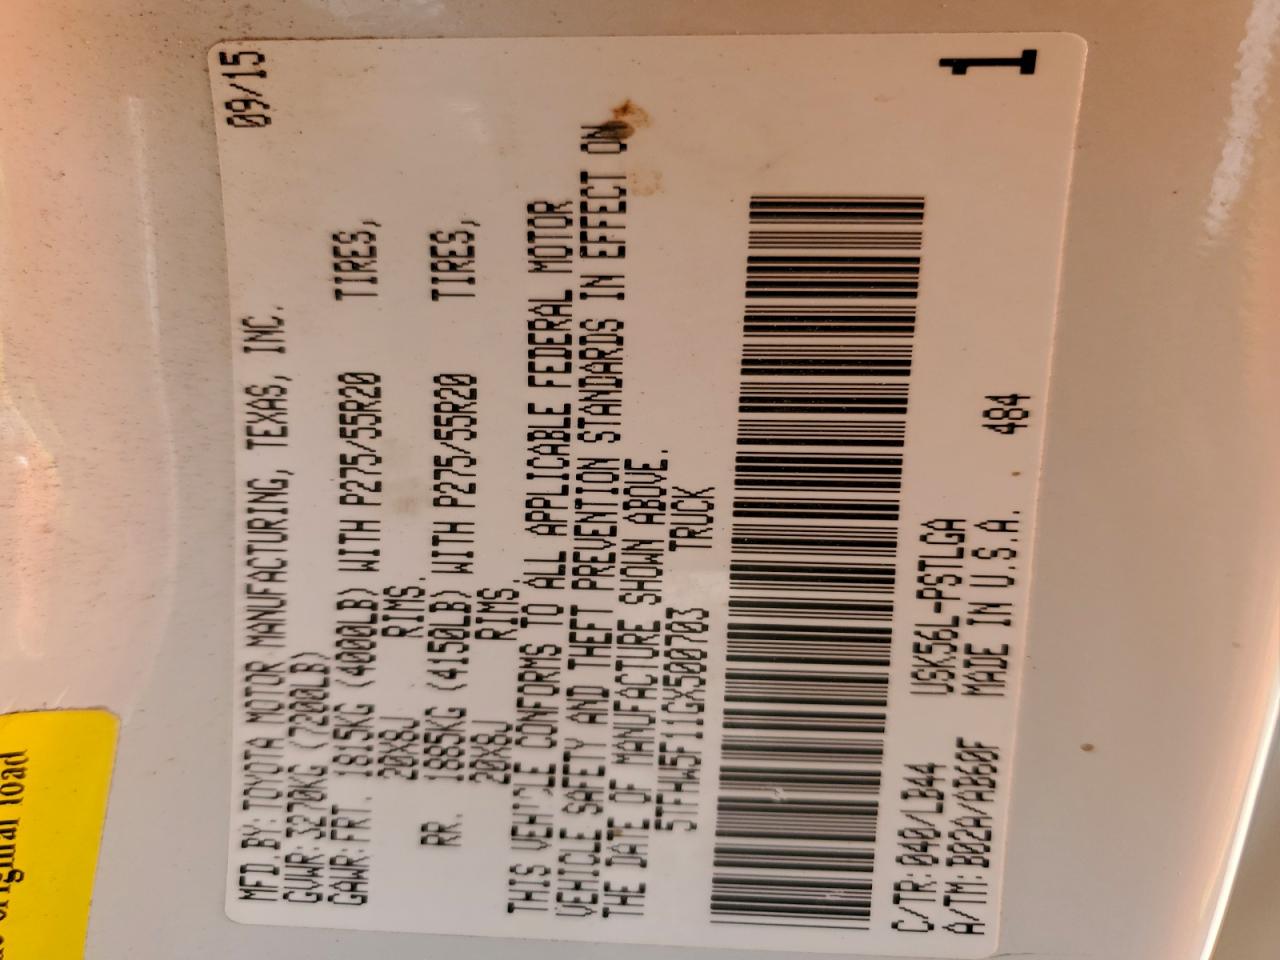 MFD.BY:TOYOTA MOTOR MANUFACTURING, TEXAS, INC. 09/15
GVWR:3270KG (7200LB)
GAWR:FRT. 1815KG (4000LB) WITH P275/55R20 TIRES,
20X8J RIMS.
RR. 1885KG (4150LB) WITH P275/55R20 TIRES,
20X8J RIMS.
THIS VEHICLE CONFORMS TO ALL APPLICABLE FEDERAL MOTOR
VEHICLE SAFETY AND THEFT PREVENTION STANDARDS IN EFFECT ON
THE DATE OF MANUFACTURE SHOWN ABOVE.
5TFHW5F11GX500703 TRUCK
C/TR:040/LB44 USK56L-PSTLGA
A/TM:B02A/AB60F MADE IN U.S.A. 484
1
original load